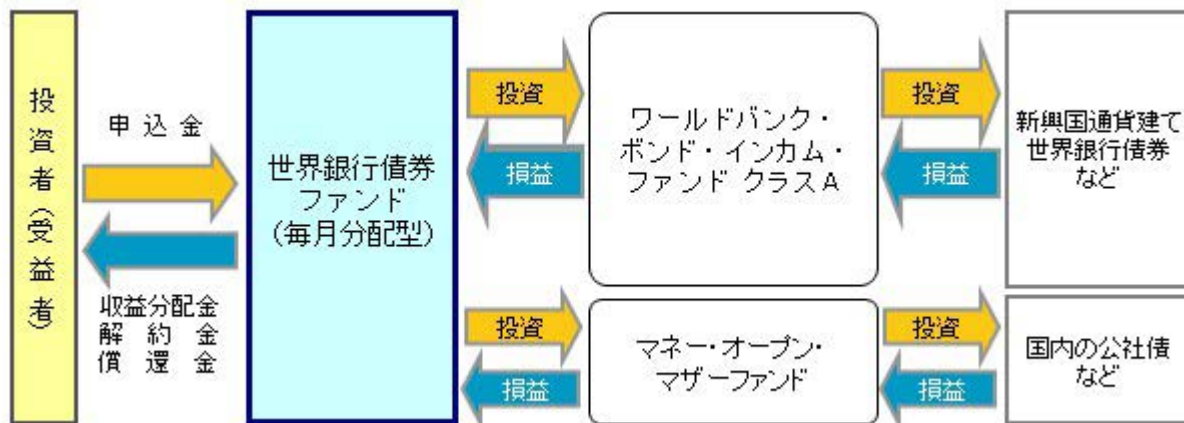 投資者(受益者)
申込金
収益分配金
解約金
償還金
世界銀行債券
ファンド
(毎月分配型)
投資
損益
ワールドバンク・
ボンド・インカム・
ファンド クラスA
投資
損益
新興国通貨建て
世界銀行債券
など
投資
損益
マネー・オープン・
マザーファンド
投資
損益
国内の公社債
など